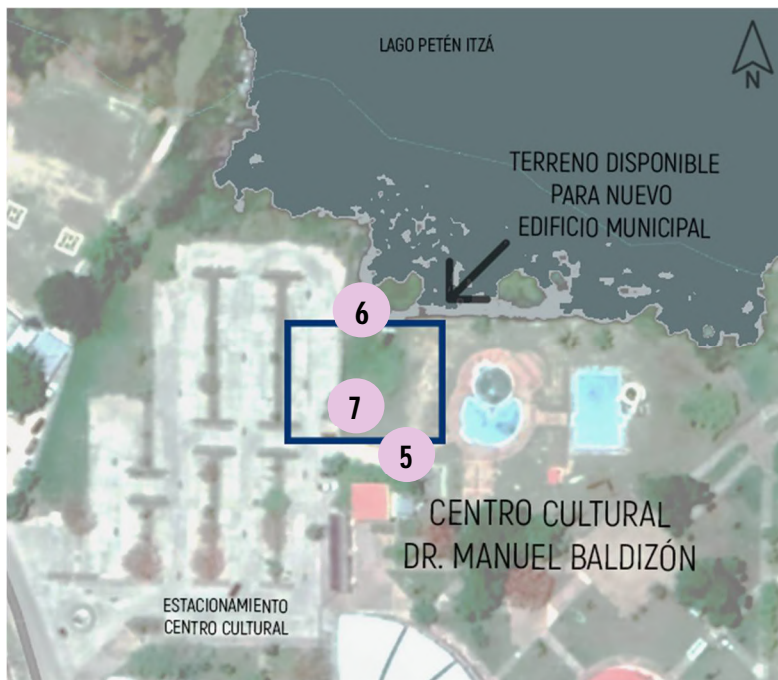 LAGO PETÉN ITZÁ
N
TERRENO DISPONIBLE
PARA NUEVO
EDIFICIO MUNICIPAL
6
7
5
CENTRO CULTURAL
DR. MANUEL BALDIZÓN
ESTACIONAMIENTO
CENTRO CULTURAL